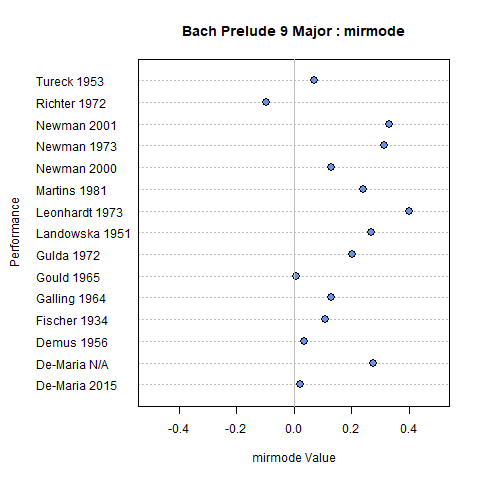 Bach Prelude 9 Major : mirmode
Performance
Tureck 1953
Richter 1972
Newman 2001
Newman 1973
Newman 2000
Martins 1981
Leonhardt 1973
Landowska 1951
Gulda 1972
Gould 1965
Galling 1964
Fischer 1934
Demus 1956
De-Maria N/A
De-Maria 2015
-0.4 -0.2 0.0 0.2 0.4
mirmode Value